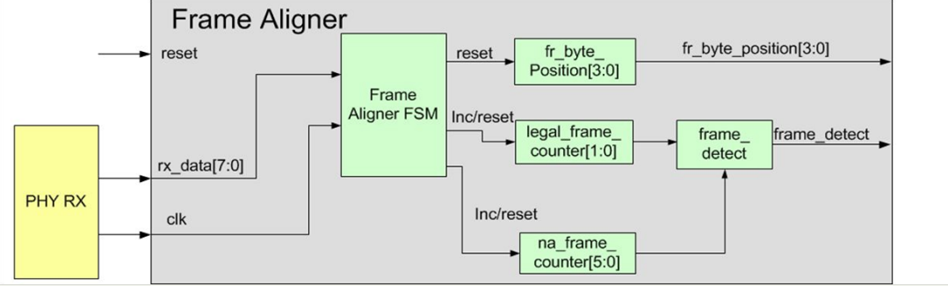 Frame Aligner
reset
reset
fr_byte_
Position[3:0]
fr_byte_position[3:0]
Frame
Aligner FSM
Inc/reset
legal_frame_
counter[1:0]
frame_
detect
frame_detect
rx_data[7:0]
PHY RX
clk
Inc/reset
na_frame_
counter[5:0]